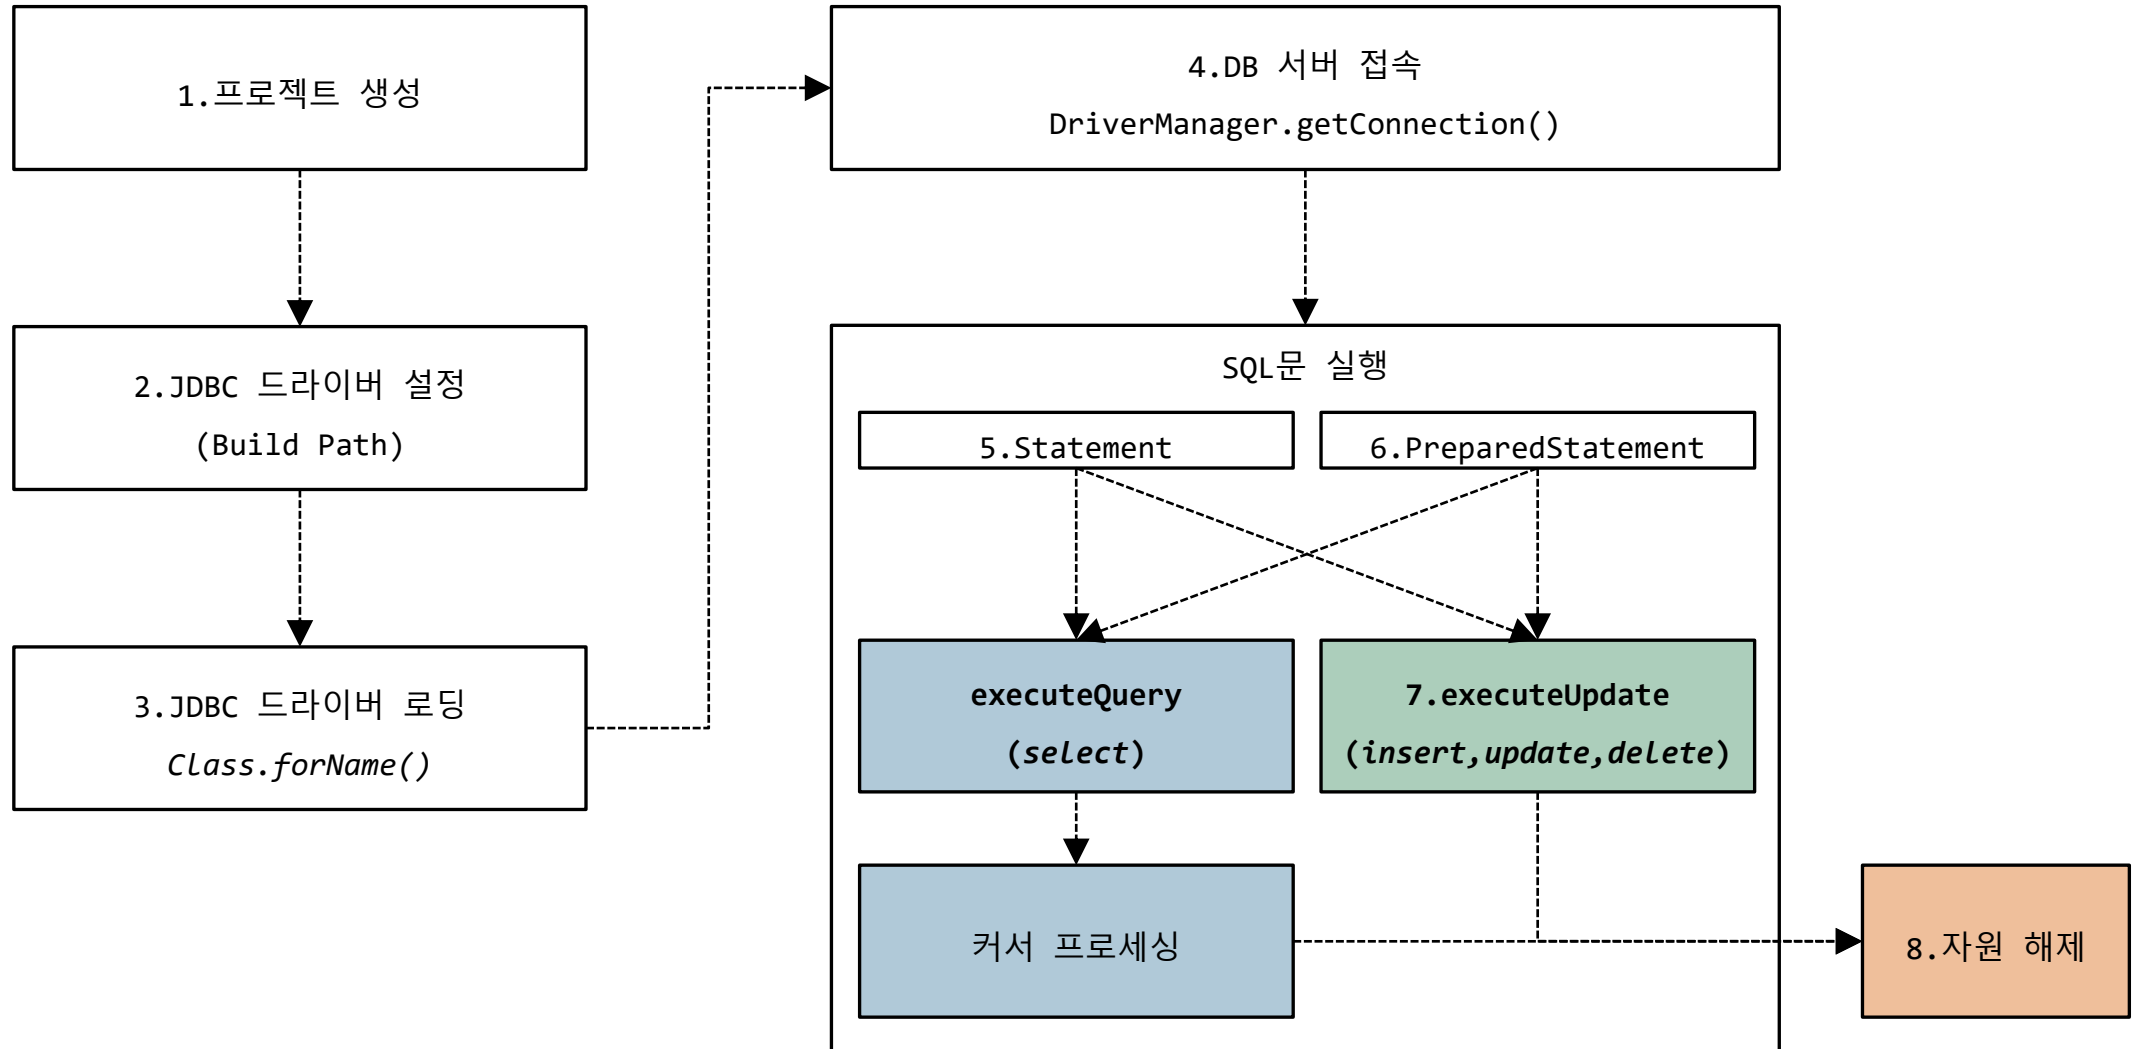 1.프로젝트 생성
2.JDBC 드라이버 설정
(Build Path)
3.JDBC 드라이버 로딩
Class.forName()
4.DB 서버 접속
DriverManager.getConnection()
SQL문 실행
5.Statement
6.PreparedStatement
executeQuery
(select)
7.executeUpdate
(insert,update,delete)
커서 프로세싱
8.자원 해제